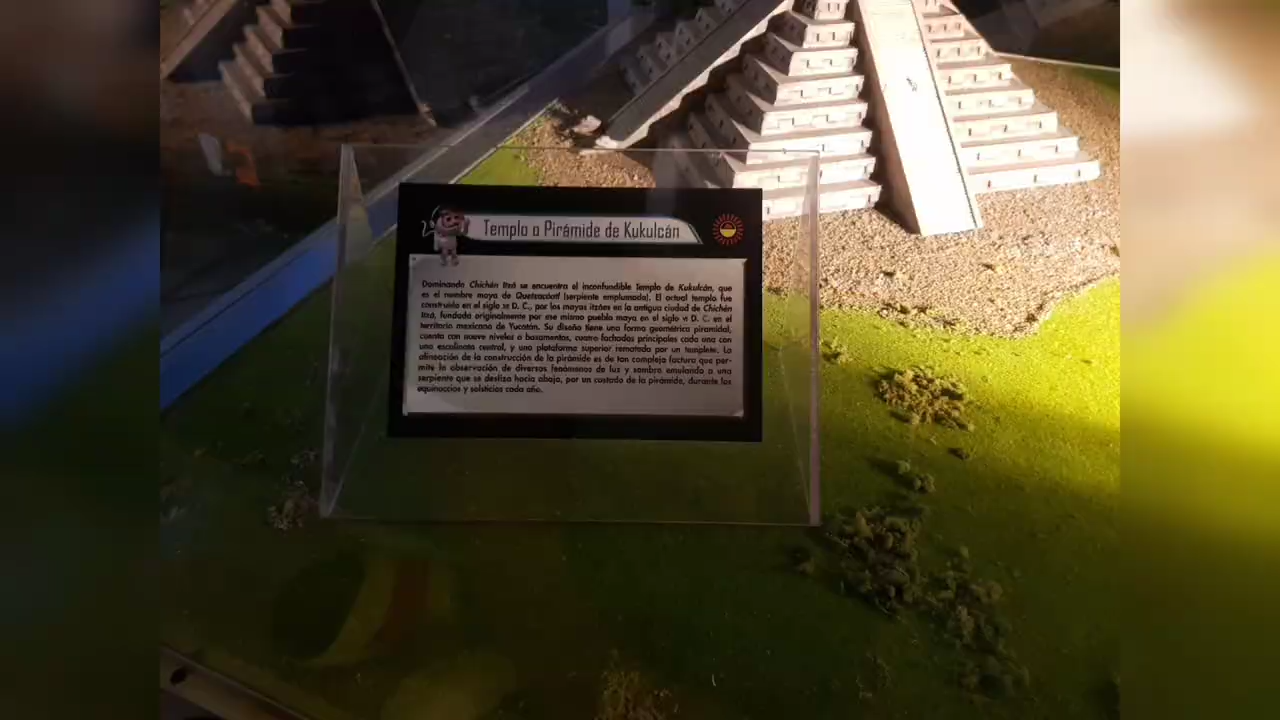 Templo o Pirámide de Kukulcán
Dominando Chichén Itzá se encuentra el inconfundible Templo de Kukulcán, que
es el nombre maya de Quetzacóatl (serpiente emplumada). El actual templo fue
construido en el siglo XII D. C., por los mayas itzáes en la antigua ciudad de Chichén
Itzá, fundada originalmente por ese mismo pueblo maya en el siglo VI D. C. en el
territorio mexicano de Yucatán. Su diseño tiene una forma geométrica piramidal,
cuenta con nueve niveles o basamentos, cuatro fachadas principales cada una con
una escalinata central, y una plataforma superior rematada por un templete. La
alineación de la construcción de la pirámide es de tan compleja factura que per-
mite la observación de diversos fenómenos de luz y sombra emulando a una
serpiente que se desliza hacia abajo, por un costado de la pirámide, durante los
equinoccios y solsticios cada año.